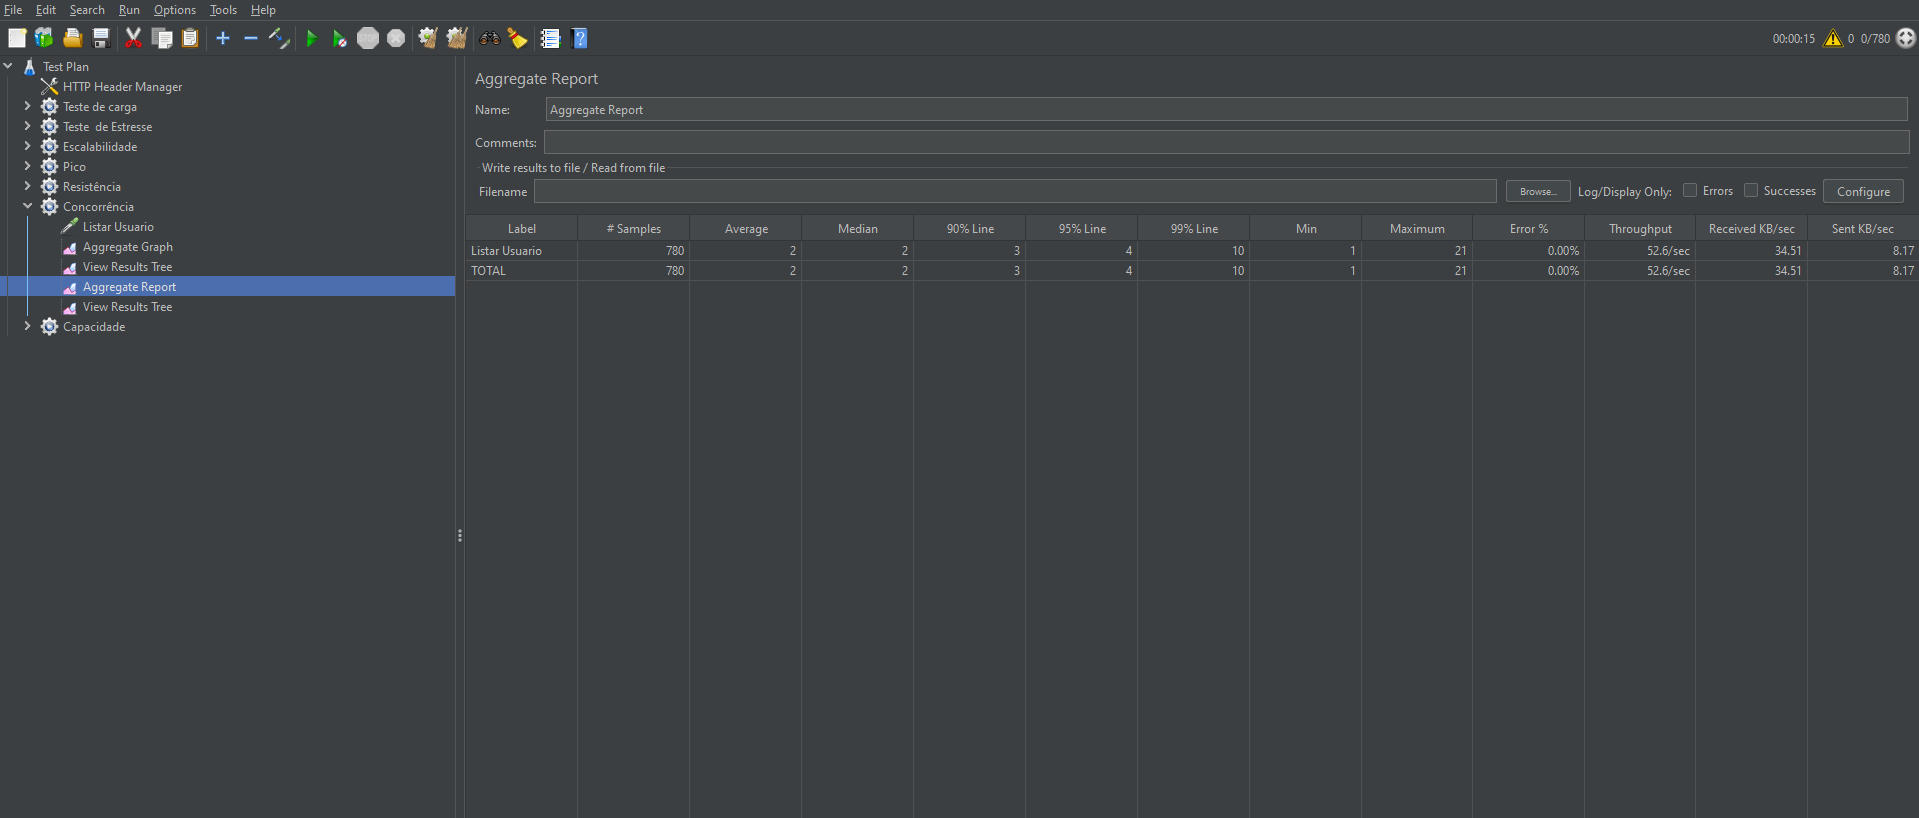 File Edit Search Run Options Tools Help
00:00:15 0 0/780
Test Plan
HTTP Header Manager
Teste de carga
Teste de Estresse
Escalabilidade
Pico
Resistência
Concorrência
Listar Usuario
Aggregate Graph
View Results Tree
Aggregate Report
View Results Tree
Capacidade
Aggregate Report
Name: Aggregate Report
Comments:
Write results to file / Read from file
Filename Browse... Log/Display Only: Errors Successes Configure
Label # Samples Average Median 90% Line 95% Line 99% Line Min Maximum Error % Throughput Received KB/sec Sent KB/sec
Listar Usuario 780 2 2 3 4 10 1 21 0.00% 52.6/sec 34.51 8.17
TOTAL 780 2 2 3 4 10 1 21 0.00% 52.6/sec 34.51 8.17